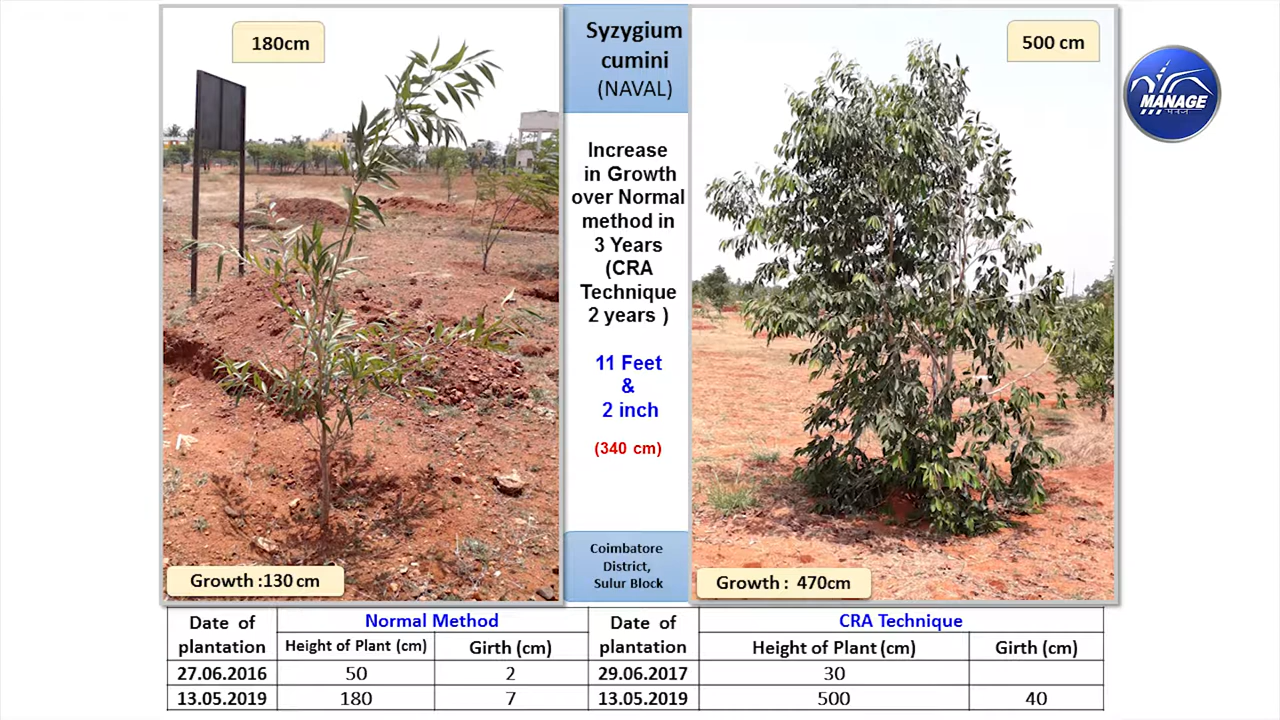 180cm
Syzygium
cumini
(NAVAL)
500 cm
MANAGE
मैनेज
Increase
in Growth
over Normal
method in
3 Years
(CRA
Technique
2 years )
11 Feet
&
2 inch
(340 cm)
Coimbatore
District,
Sulur Block
Growth :130 cm
Growth : 470cm
Date of plantation Normal Method Date of plantation CRA Technique
Height of Plant (cm) Girth (cm) Height of Plant (cm) Girth (cm)
27.06.2016 50 2 29.06.2017 30
13.05.2019 180 7 13.05.2019 500 40